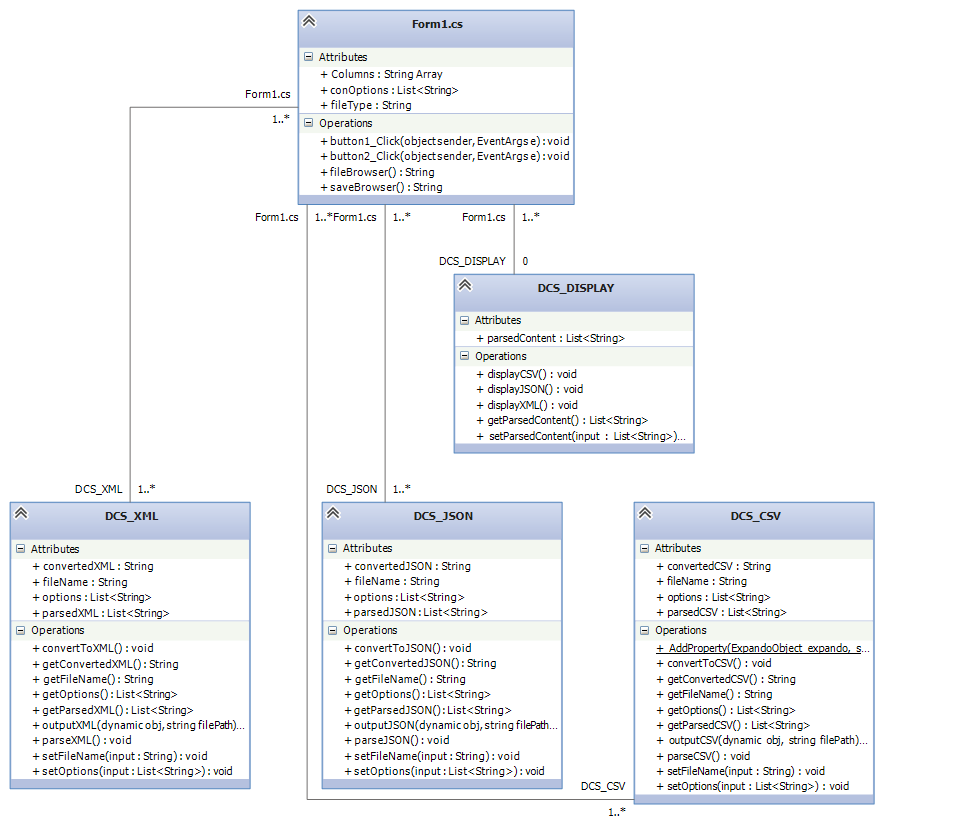 Form1.cs
Attributes
+ Columns : String Array
+ conOptions : List<String>
+ fileType : String
Operations
+ button1_Click(object sender, EventArgs e) : void
+ button2_Click(object sender, EventArgs e) : void
+ fileBrowser() : String
+ saveBrowser() : String
Form1.cs
1..*
Form1.cs 1..*
Form1.cs 1..*
Form1.cs 1..*
DCS_DISPLAY 0
DCS_DISPLAY
Attributes
+ parsedContent : List<String>
Operations
+ displayCSV() : void
+ displayJSON() : void
+ displayXML() : void
+ getParsedContent() : List<String>
+ setParsedContent(input : List<String>)...
DCS_XML 1..*
DCS_XML
Attributes
+ convertedXML : String
+ fileName : String
+ options : List<String>
+ parsedXML : List<String>
Operations
+ convertToXML() : void
+ getConvertedXML() : String
+ getFileName() : String
+ getOptions() : List<String>
+ getParsedXML() : List<String>
+ outputXML(dynamic obj, string filePath)...
+ parseXML() : void
+ setFileName(input : String) : void
+ setOptions(input : List<String>) : void
DCS_JSON 1..*
DCS_JSON
Attributes
+ convertedJSON : String
+ fileName : String
+ options : List<String>
+ parsedJSON : List<String>
Operations
+ convertToJSON() : void
+ getConvertedJSON() : String
+ getFileName() : String
+ getOptions() : List<String>
+ getParsedJSON() : List<String>
+ outputJSON(dynamic obj, string filePath...
+ parseJSON() : void
+ setFileName(input : String) : void
+ setOptions(input : List<String>) : void
DCS_CSV
Attributes
+ convertedCSV : String
+ fileName : String
+ options : List<String>
+ parsedCSV : List<String>
Operations
+ AddProperty(ExpandoObject expando, s...
+ convertToCSV() : void
+ getConvertedCSV() : String
+ getFileName() : String
+ getOptions() : List<String>
+ getParsedCSV() : List<String>
+ outputCSV(dynamic obj, string filePath)...
+ parseCSV() : void
+ setFileName(input : String) : void
+ setOptions(input : List<String>) : void
DCS_CSV
1..*